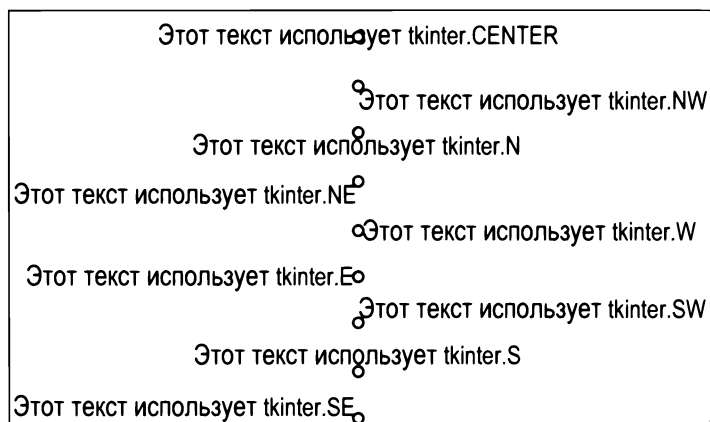 Этот текст использует tkinter.CENTER
Этот текст использует tkinter.NW
Этот текст использует tkinter.N
Этот текст использует tkinter.NE
Этот текст использует tkinter.W
Этот текст использует tkinter.E
Этот текст использует tkinter.SW
Этот текст использует tkinter.S
Этот текст использует tkinter.SE